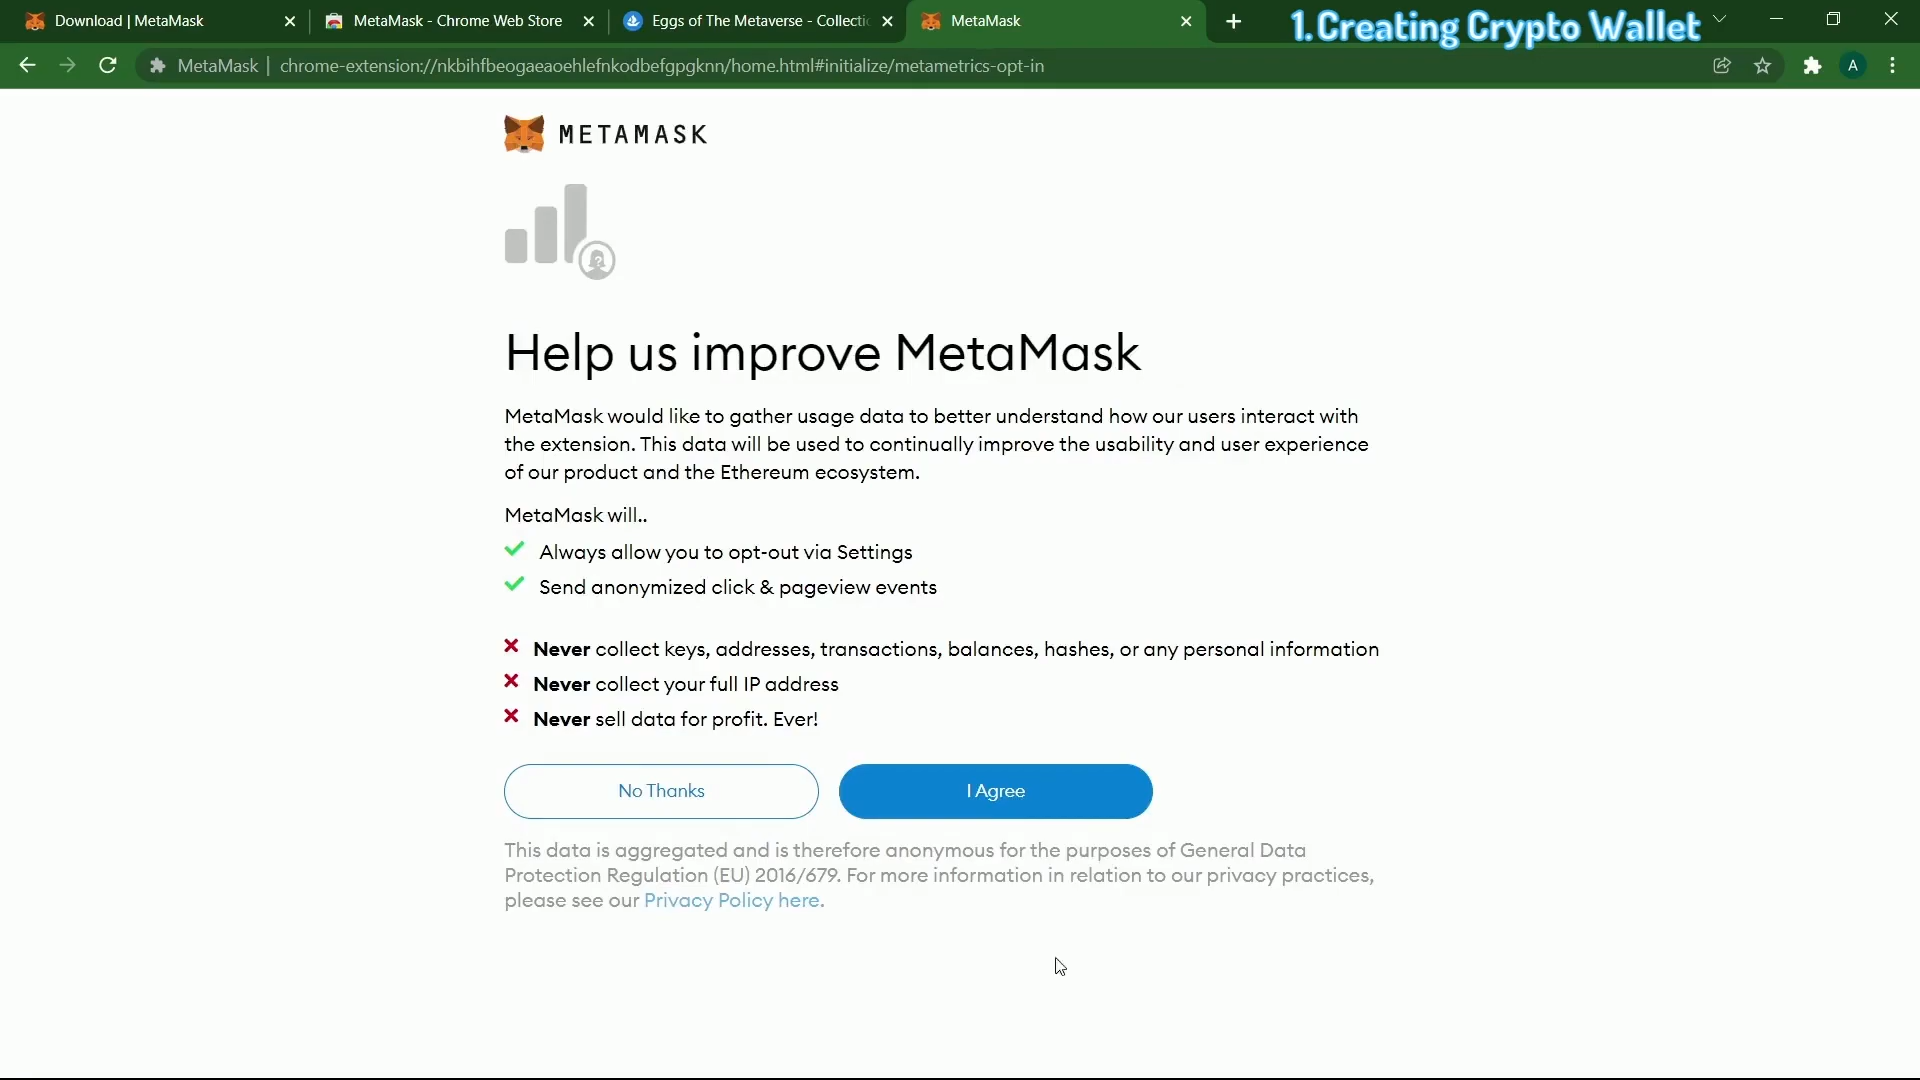 Download | MetaMask
MetaMask - Chrome Web Store
Eggs of The Metaverse - Collectic
MetaMask
1.Creating Crypto Wallet
MetaMask | chrome-extension://nkbihfbeogaeaoehlefnkodbefgpgknn/home.html#initialize/metametrics-opt-in
A
METAMASK
?
Help us improve MetaMask
MetaMask would like to gather usage data to better understand how our users interact with
the extension. This data will be used to continually improve the usability and user experience
of our product and the Ethereum ecosystem.
MetaMask will..
Always allow you to opt-out via Settings
Send anonymized click & pageview events
Never collect keys, addresses, transactions, balances, hashes, or any personal information
Never collect your full IP address
Never sell data for profit. Ever!
No Thanks
I Agree
This data is aggregated and is therefore anonymous for the purposes of General Data
Protection Regulation (EU) 2016/679. For more information in relation to our privacy practices,
please see our Privacy Policy here.